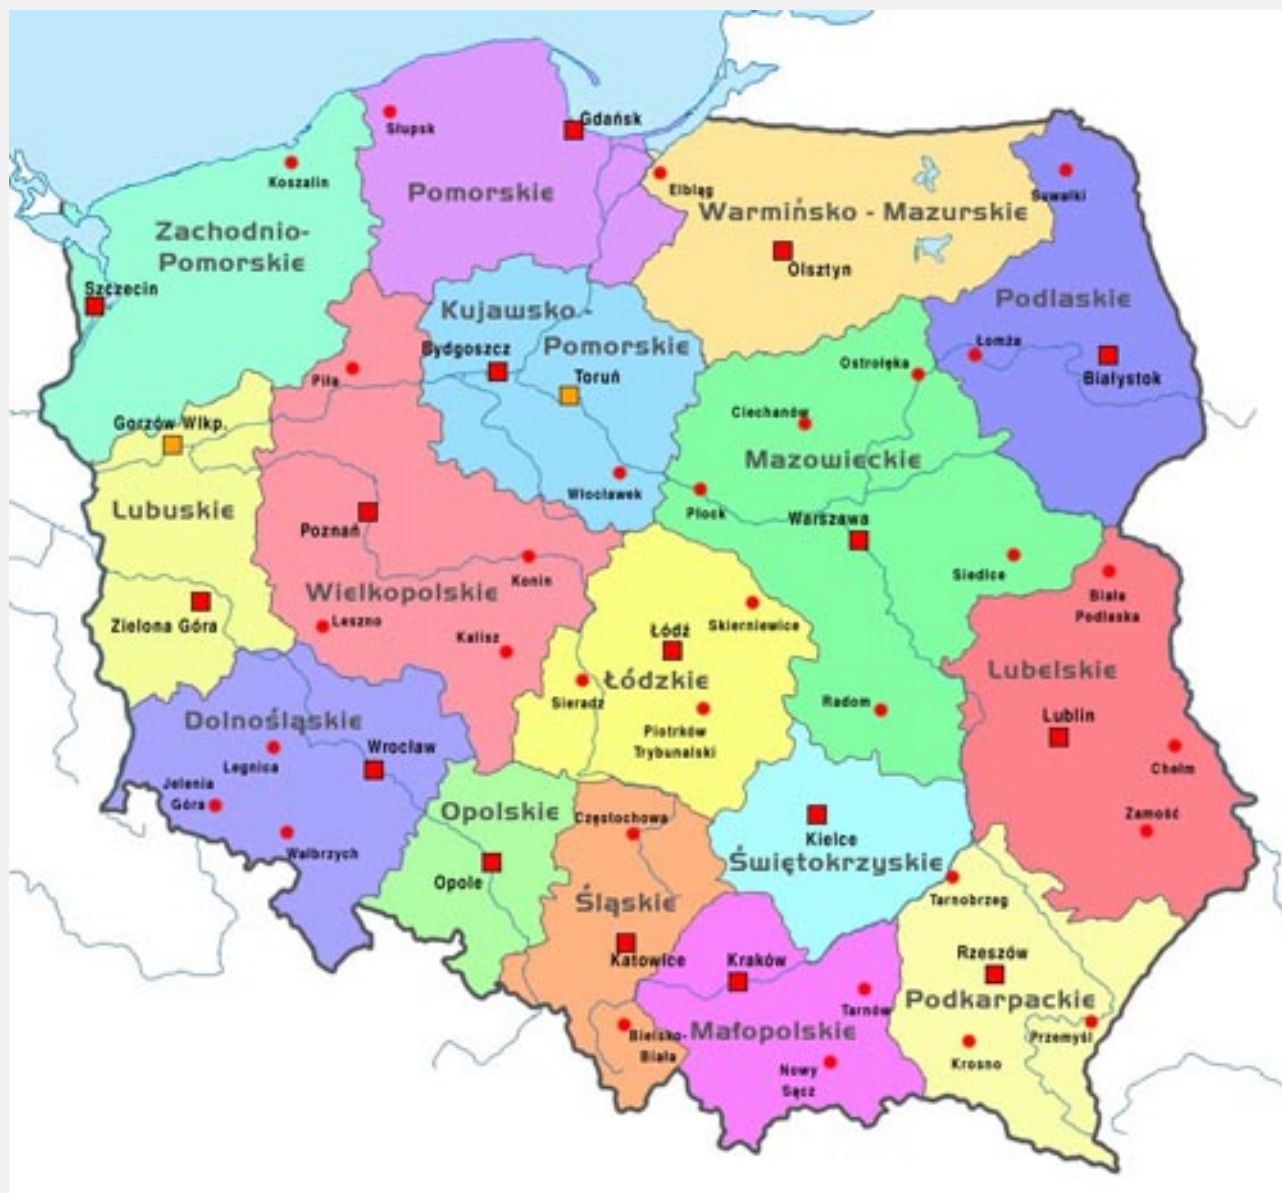 Gdańsk
Słupsk
Koszalin
Pomorskie
Elbląg
Suwałki
Warmińsko - Mazurskie
Zachodnio-
Pomorskie
Olsztyn
Szczecin
Podlaskie
Kujawsko -
Pomorskie
Bydgoszcz
Toruń
Łomża
Ostrołęka
Białystok
Piła
Ciechanów
Gorzów Wlkp.
Mazowieckie
Włocławek
Lubuskie
Płock
Warszawa
Poznań
Konin
Siedlce
Wielkopolskie
Biała
Podlaska
Leszno
Zielona Góra
Skierniewice
Łódź
Kalisz
Łódzkie
Lubelskie
Sieradz
Radom
Dolnośląskie
Piotrków
Trybunalski
Lublin
Wrocław
Legnica
Chełm
Jelenia
Góra
Opolskie
Częstochowa
Zamość
Kielce
Wałbrzych
Świętokrzyskie
Opole
Śląskie
Tarnobrzeg
Katowice
Kraków
Rzeszów
Podkarpackie
Tarnów
Małopolskie
Przemyśl
Bielsko-
Biała
Krosno
Nowy
Sącz